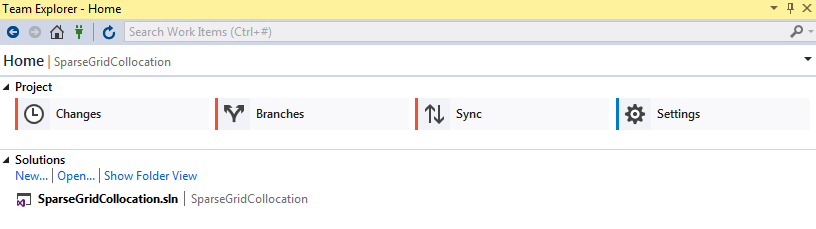 Team Explorer - Home
Search Work Items (Ctrl+#)
Home | SparseGridCollocation
Project
Changes
Branches
Sync
Settings
Solutions
New... | Open... | Show Folder View
SparseGridCollocation.sln | SparseGridCollocation